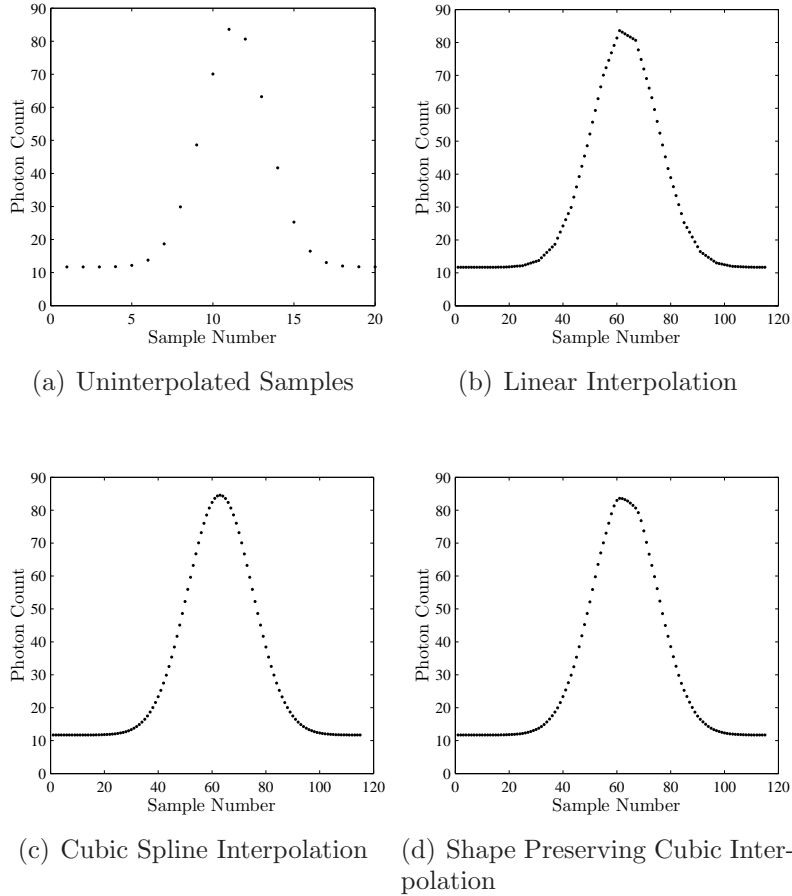 90
80
70
60
50
40
30
20
10
0
Photon Count
0 5 10 15 20
Sample Number
(a) Uninterpolated Samples
90
80
70
60
50
40
30
20
10
0
Photon Count
0 20 40 60 80 100 120
Sample Number
(b) Linear Interpolation
90
80
70
60
50
40
30
20
10
0
Photon Count
0 20 40 60 80 100 120
Sample Number
(c) Cubic Spline Interpolation
90
80
70
60
50
40
30
20
10
0
Photon Count
0 20 40 60 80 100 120
Sample Number
(d) Shape Preserving Cubic Inter-
polation